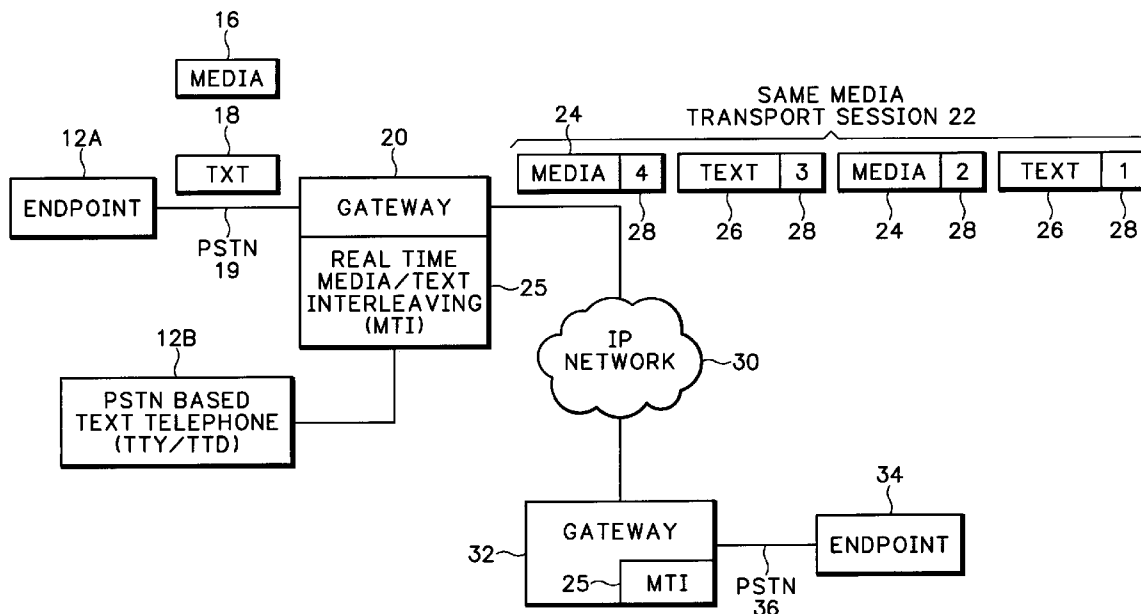 16
MEDIA
18
TXT
12A
ENDPOINT
PSTN
19
20
GATEWAY
REAL TIME
MEDIA/TEXT
INTERLEAVING
(MTI)
25
SAME MEDIA
TRANSPORT SESSION 22
24
MEDIA 4 TEXT 3 MEDIA 2 TEXT 1
28 26 28 24 28 26 28
12B
PSTN BASED
TEXT TELEPHONE
(TTY/TTD)
IP
NETWORK
30
32
GATEWAY
25
MTI
PSTN
36
34
ENDPOINT